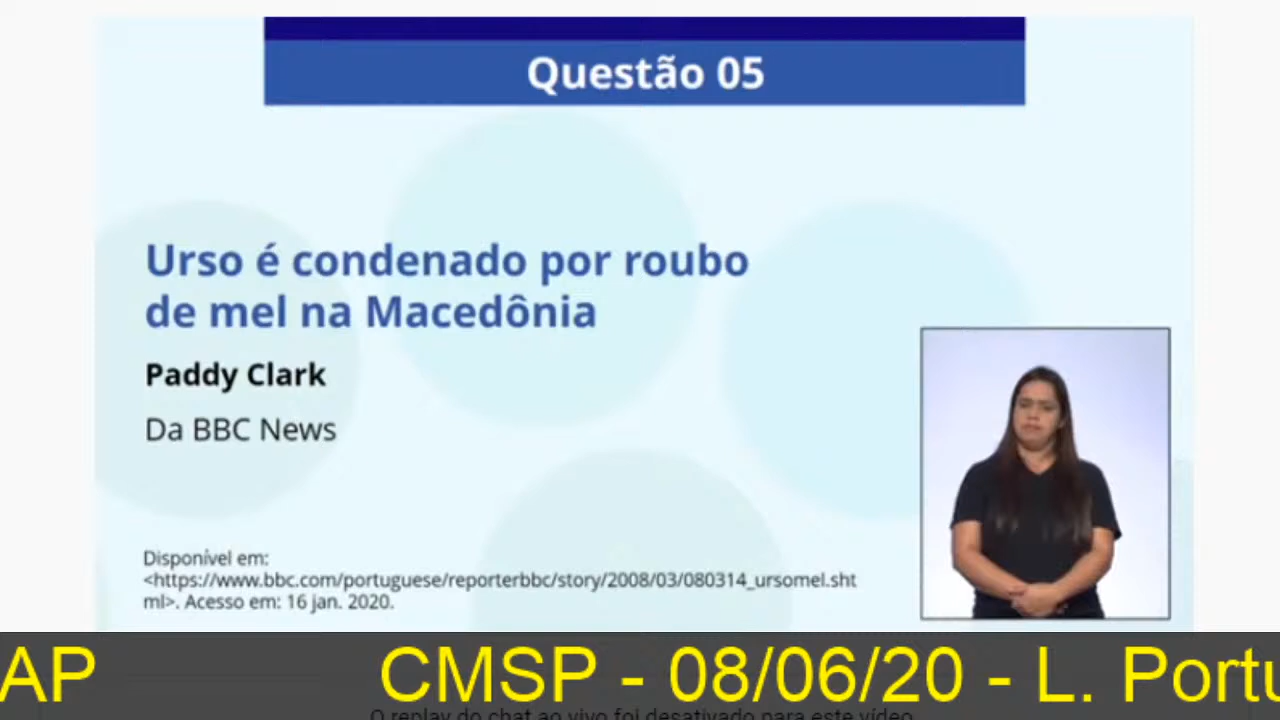 Questão 05
Urso é condenado por roubo
de mel na Macedônia
Paddy Clark
Da BBC News
Disponível em:
<https://www.bbc.com/portuguese/reporterbbc/story/2008/03/080314_ursomel.sht
ml>. Acesso em: 16 jan. 2020.
AP CMSP - 08/06/20 - L. Portu
O replay do chat ao vivo foi desativado para este vídeo.